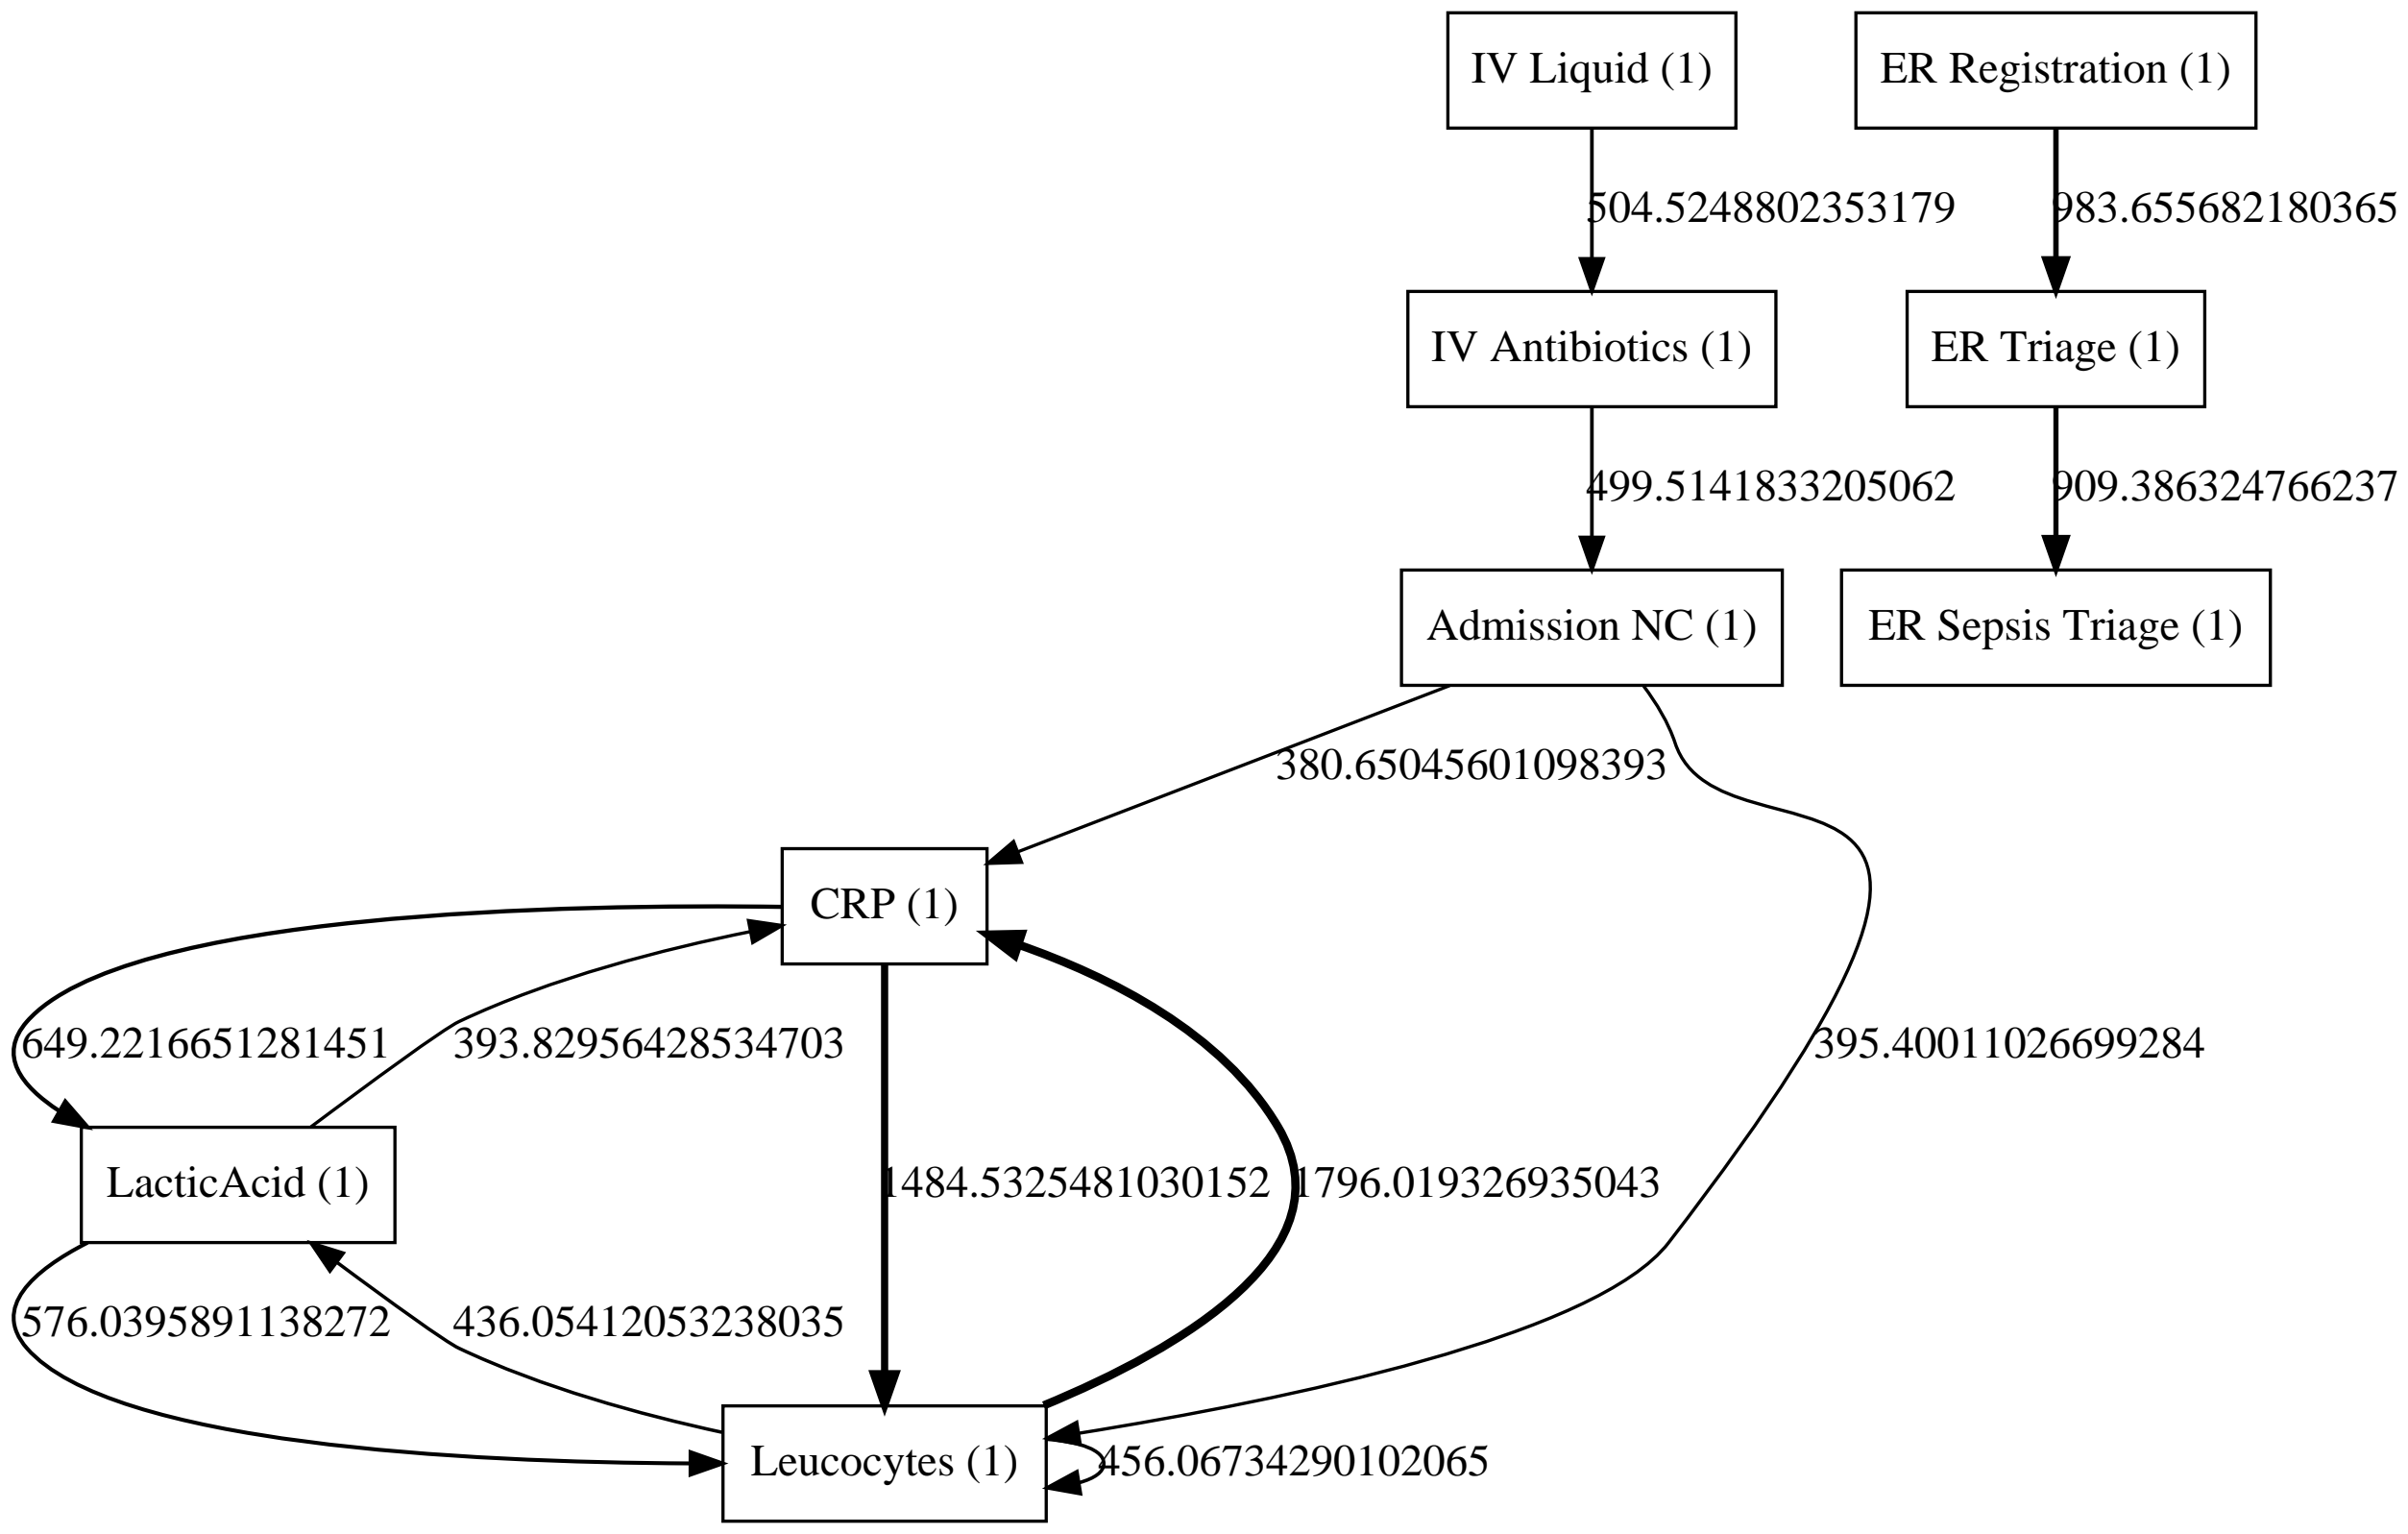 IV Liquid (1)
ER Registration (1)
504.5248802353179
983.655682180365
IV Antibiotics (1)
ER Triage (1)
499.5141833205062
909.386324766237
Admission NC (1)
ER Sepsis Triage (1)
380.65045601098393
CRP (1)
649.2216651281451
393.82956428534703
395.40011026699284
LacticAcid (1)
1484.5325481030152
1796.019326935043
576.0395891138272
436.05412053238035
Leucocytes (1)
456.06734290102065